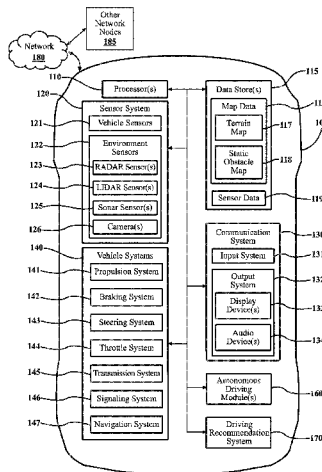 Other
Network
Nodes
185
Network
180
110
Processor(s)
120
Sensor System
121
Vehicle Sensors
122
Environment
Sensors
123
RADAR Sensor(s)
124
LIDAR Sensor(s)
125
Sonar Sensor(s)
126
Camera(s)
140
Vehicle Systems
141
Propulsion System
142
Braking System
143
Steering System
144
Throttle System
145
Transmission System
146
Signaling System
147
Navigation System
115
Data Store(s)
Map Data
Terrain
Map
117
Static
Obstacle
Map
118
Sensor Data
Communication
System
130
Input System
Output
System
Display
Device(s)
Audio
Device(s)
Autonomous
Driving
Module(s)
160
Driving
Recommendation
System
170